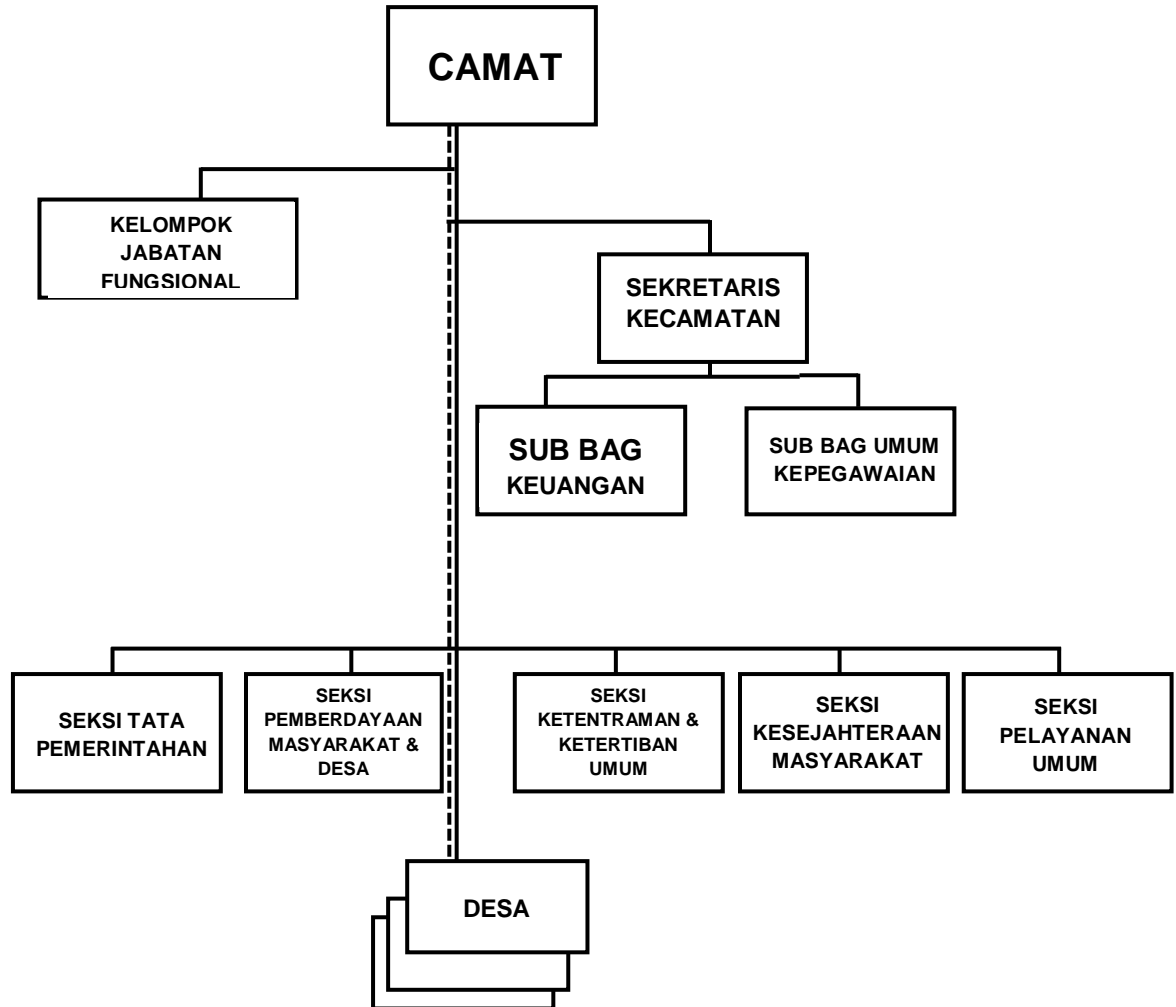 CAMAT
KELOMPOK
JABATAN
FUNGSIONAL
SEKRETARIS
KECAMATAN
SUB BAG
KEUANGAN
SUB BAG UMUM
KEPEGAWAIAN
SEKSI TATA
PEMERINTAHAN
SEKSI
PEMBERDAYAAN
MASYARAKAT &
DESA
SEKSI
KETENTRAMAN &
KETERTIBAN
UMUM
SEKSI
KESEJAHTERAAN
MASYARAKAT
SEKSI
PELAYANAN
UMUM
DESA